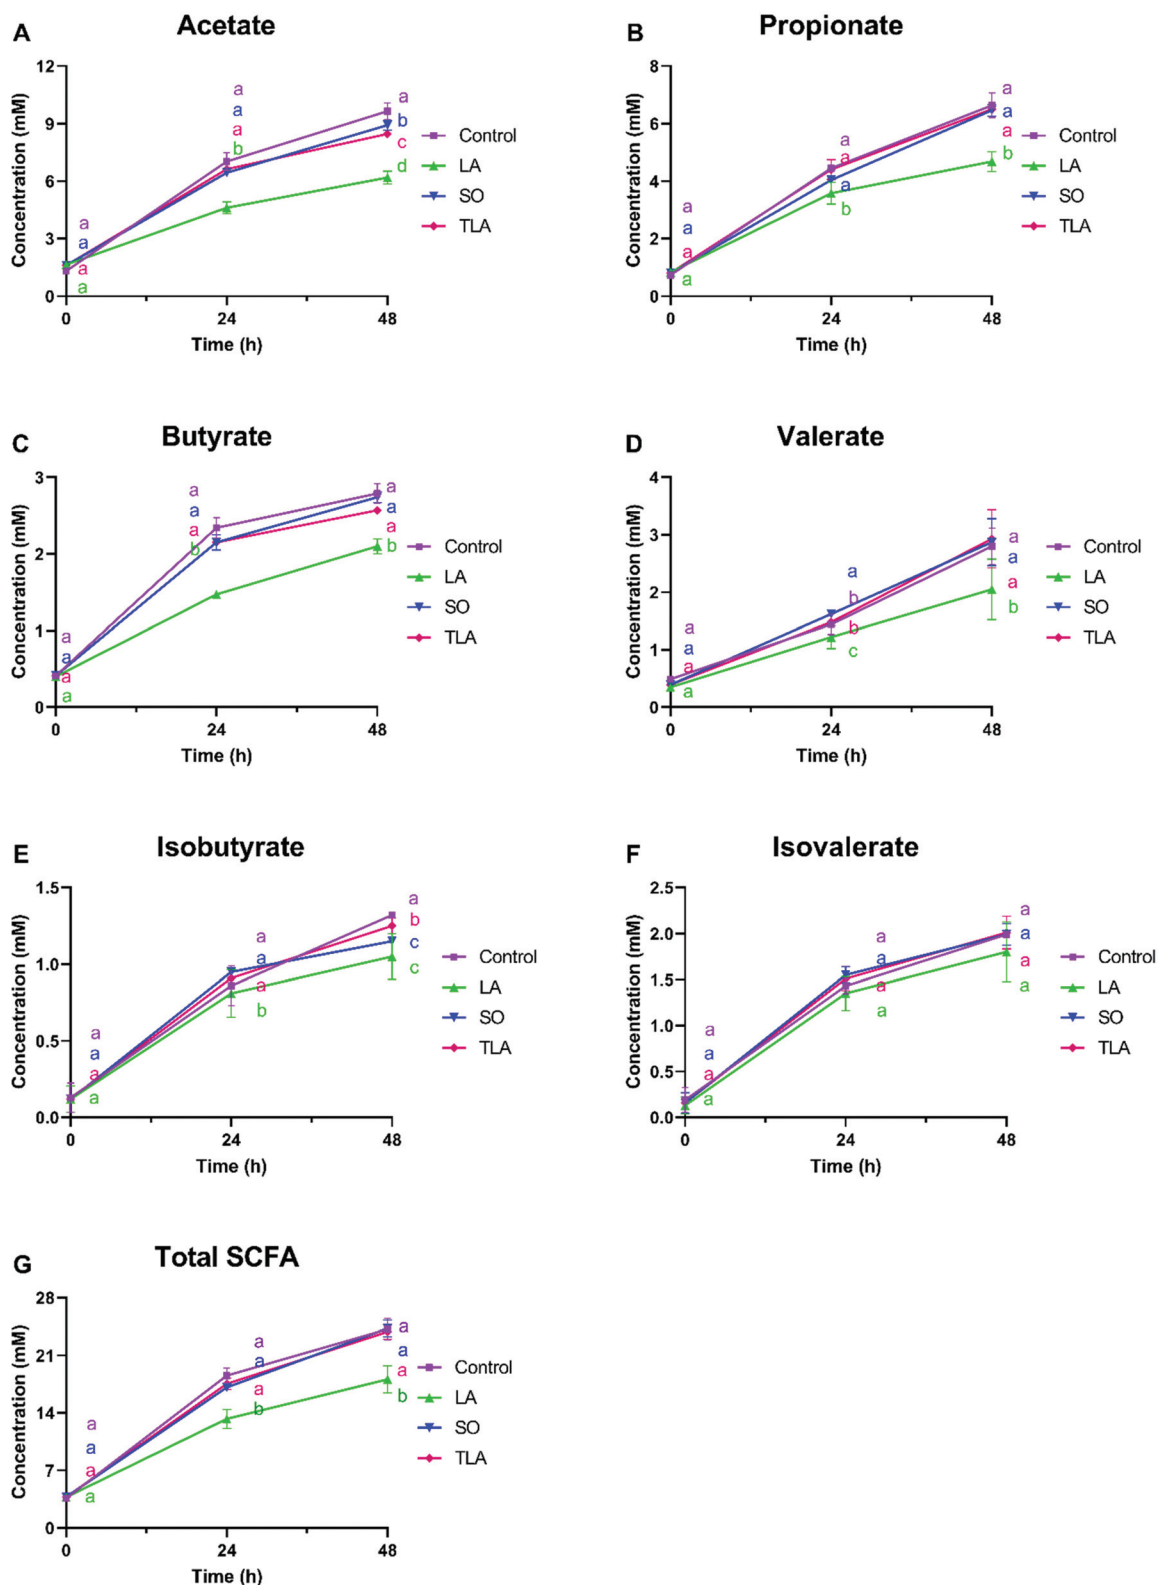 A Acetate
Concentration (mM)
12
9
6
3
0
0 24 48
Time (h)
a
a
a
a
a
a
a
b
a
b
c
d
Control
LA
SO
TLA
B Propionate
Concentration (mM)
8
6
4
2
0
0 24 48
Time (h)
a
a
a
a
a
a
a
b
a
a
a
b
Control
LA
SO
TLA
C Butyrate
Concentration (mM)
3
2
1
0
0 24 48
Time (h)
a
a
a
a
a
a
a
b
a
a
a
b
Control
LA
SO
TLA
D Valerate
Concentration (mM)
4
3
2
1
0
0 24 48
Time (h)
a
a
a
a
a
b
b
c
a
a
a
b
Control
LA
SO
TLA
E Isobutyrate
Concentration (mM)
1.5
1.0
0.5
0.0
0 24 48
Time (h)
a
a
a
a
a
a
a
b
a
b
c
c
Control
LA
SO
TLA
F Isovalerate
Concentration (mM)
2.5
2.0
1.5
1.0
0.5
0.0
0 24 48
Time (h)
a
a
a
a
a
a
a
a
a
a
a
a
Control
LA
SO
TLA
G Total SCFA
Concentration (mM)
28
21
14
7
0
0 24 48
Time (h)
a
a
a
a
a
a
a
b
a
a
a
b
Control
LA
SO
TLA